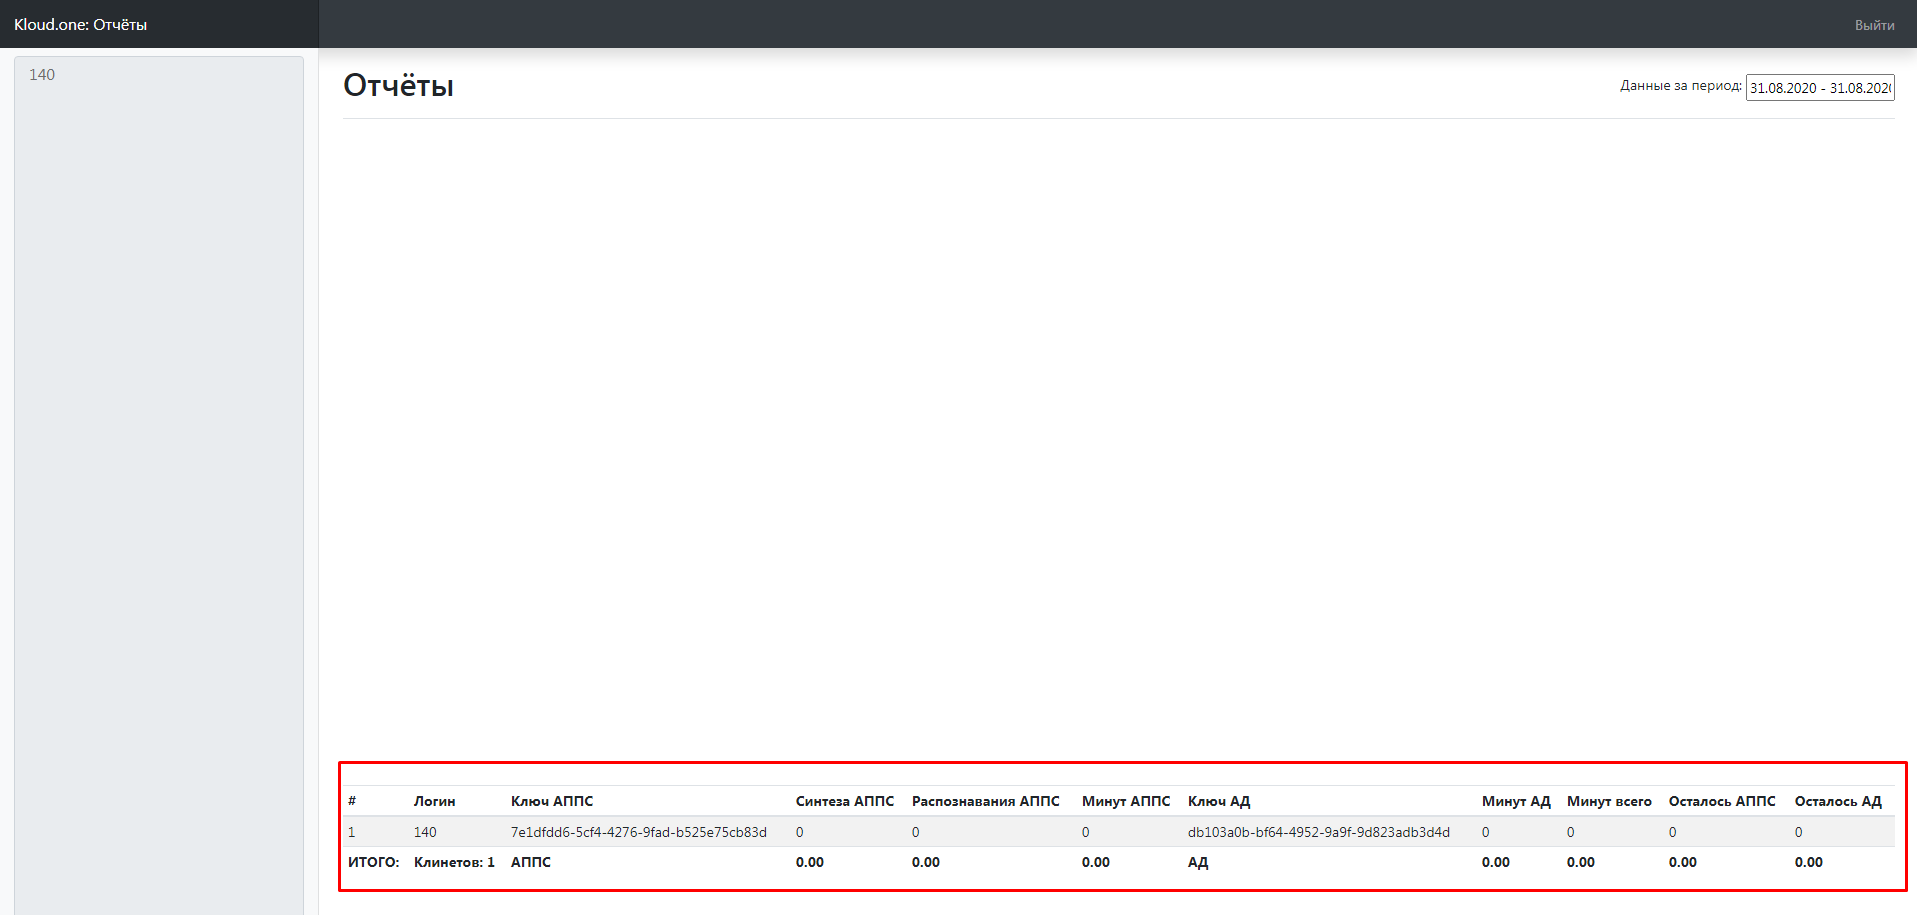 Kloud.one: Отчёты
Выйти
140
Отчёты
Данные за период: 31.08.2020 - 31.08.2020
# Логин Ключ АППС Синтеза АППС Распознавания АППС Минут АППС Ключ АД Минут АД Минут всего Осталось АППС Осталось АД
1 140 7e1dfdd6-5cf4-4276-9fad-b525e75cb83d 0 0 0 db103a0b-bf64-4952-9a9f-9d823adb3d4d 0 0 0 0
ИТОГО: Клинетов: 1 АППС 0.00 0.00 0.00 АД 0.00 0.00 0.00 0.00